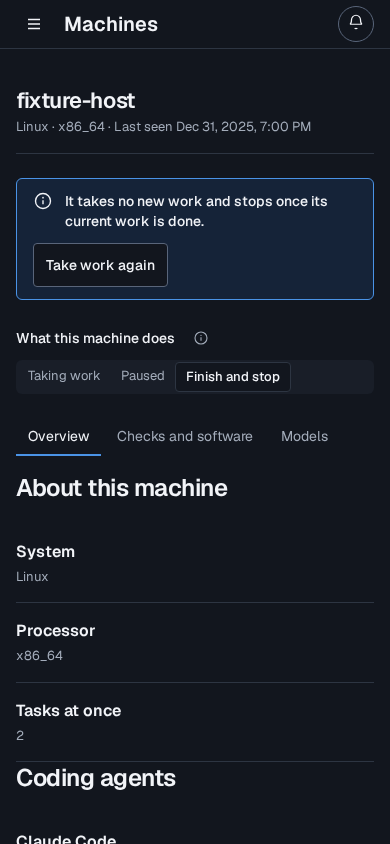 Machines
fixture-host
Linux · x86_64 · Last seen Dec 31, 2025, 7:00 PM
It takes no new work and stops once its
current work is done.
Take work again
What this machine does
Taking work Paused Finish and stop
Overview Checks and software Models
About this machine
System
Linux
Processor
x86_64
Tasks at once
2
Coding agents
Claude Code